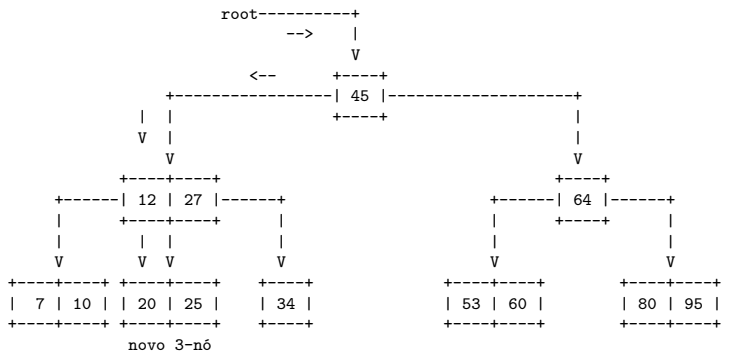 root----------+
-->    |
V
<--      +----+
+-----------------| 45 |--------------------+
|  |                 +----+                    |
V  |                                           |
V                                           V
+----+----+                                   +----+
+------| 12 | 27 |------+                     +------| 64 |------+
|      +----+----+      |                     |      +----+      |
|        |  |           |                     |                  |
V        V  V           V                     V                  V
+----+----+ +----+----+   +----+              +----+----+        +----+----+
|  7 | 10 | | 20 | 25 |   | 34 |              | 53 | 60 |        | 80 | 95 |
+----+----+ +----+----+   +----+              +----+----+        +----+----+
novo 3-nó